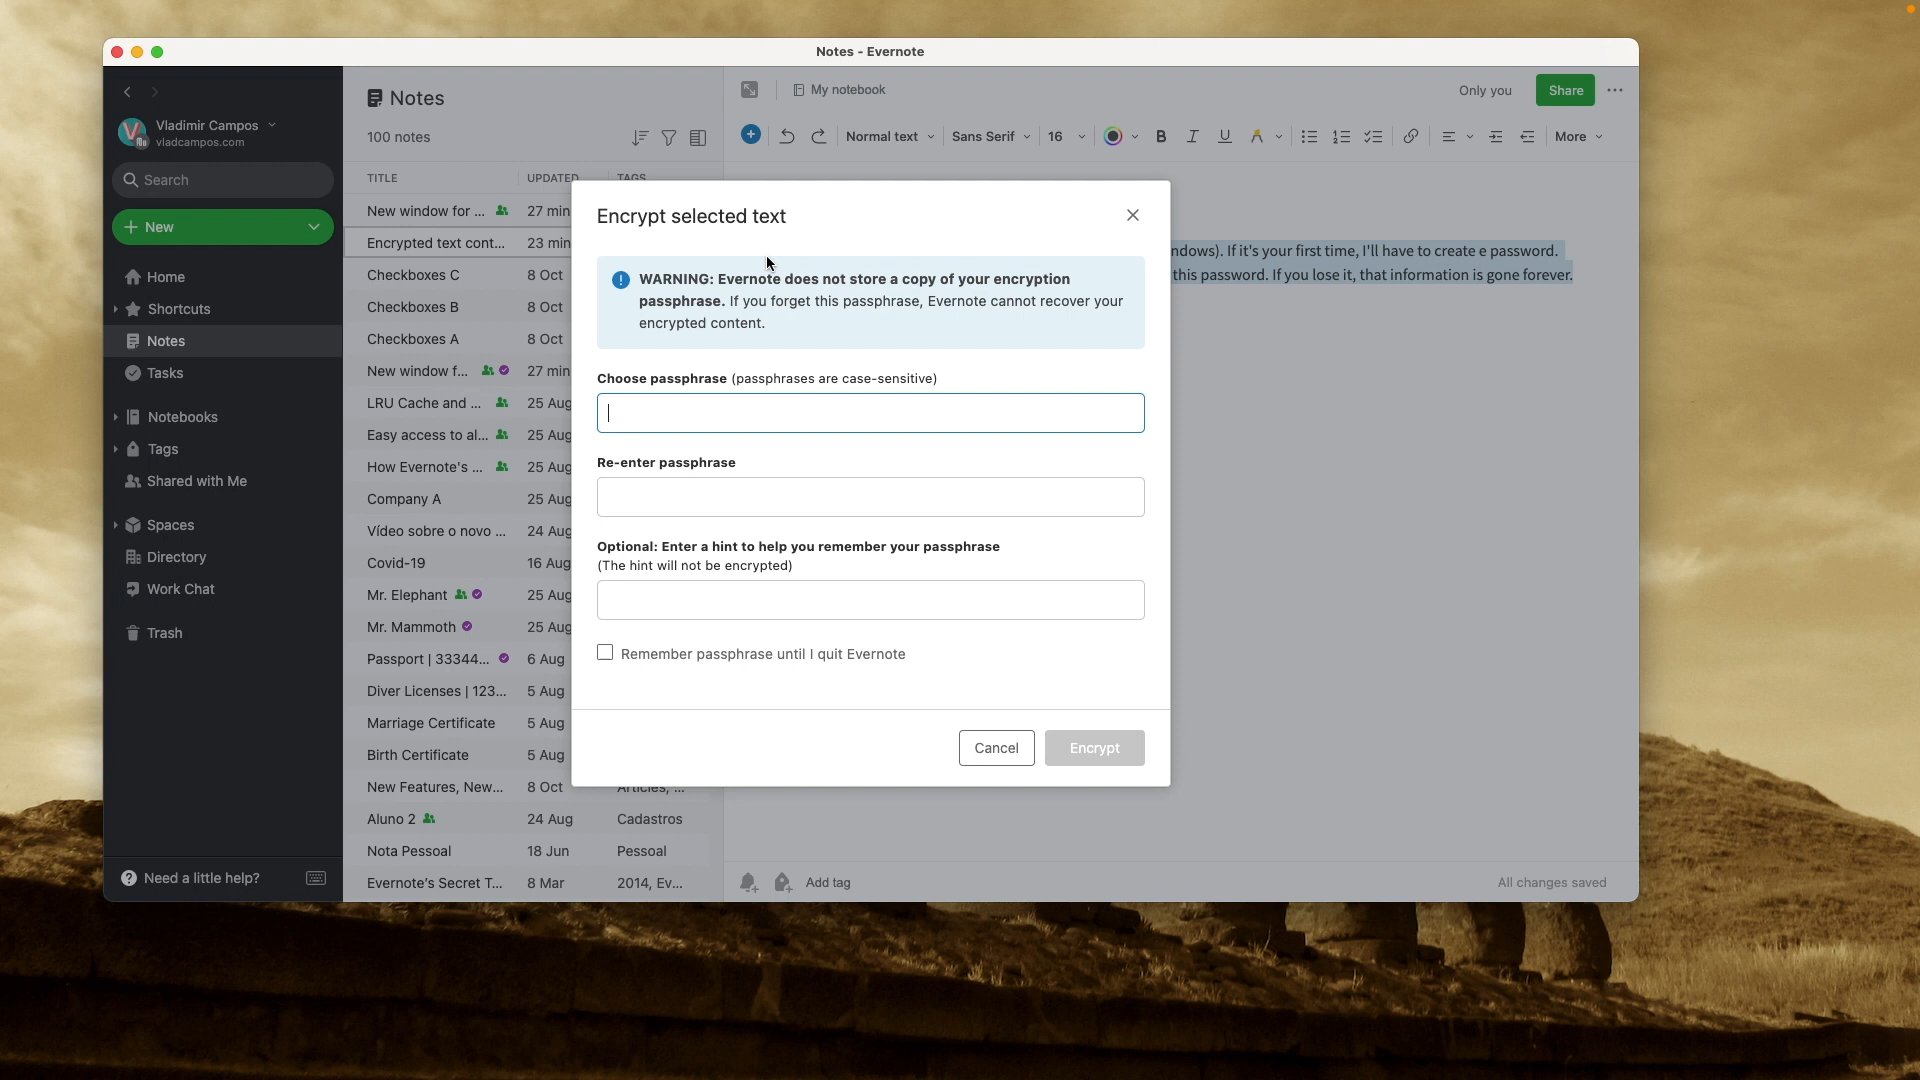 Notes - Evernote
Vladimir Campos
vladcampos.com
Search
New
Home
Shortcuts
Notes
Tasks
Notebooks
Tags
Shared with Me
Spaces
Directory
Work Chat
Trash
Need a little help?
Notes
100 notes
TITLE UPDATED TAGS
New window for ... 27 min
Encrypted text cont... 23 min
Checkboxes C 8 Oct
Checkboxes B 8 Oct
Checkboxes A 8 Oct
New window f... 27 min
LRU Cache and ... 25 Aug
Easy access to al... 25 Aug
How Evernote's ... 25 Aug
Company A 25 Aug
Vídeo sobre o novo ... 24 Aug
Covid-19 16 Aug
Mr. Elephant 25 Aug
Mr. Mammoth 25 Aug
Passport | 33344... 6 Aug
Diver Licenses | 123... 5 Aug
Marriage Certificate 5 Aug
Birth Certificate 5 Aug
New Features, New... 8 Oct Articles, ...
Aluno 2 24 Aug Cadastros
Nota Pessoal 18 Jun Pessoal
Evernote's Secret T... 8 Mar 2014, Ev...
My notebook
Only you
Share
Normal text Sans Serif 16 B I U A More
ndows). If it's your first time, I'll have to create e password.
this password. If you lose it, that information is gone forever.
Encrypt selected text
WARNING: Evernote does not store a copy of your encryption
passphrase. If you forget this passphrase, Evernote cannot recover your
encrypted content.
Choose passphrase (passphrases are case-sensitive)
Re-enter passphrase
Optional: Enter a hint to help you remember your passphrase
(The hint will not be encrypted)
Remember passphrase until I quit Evernote
Cancel
Encrypt
Add tag
All changes saved